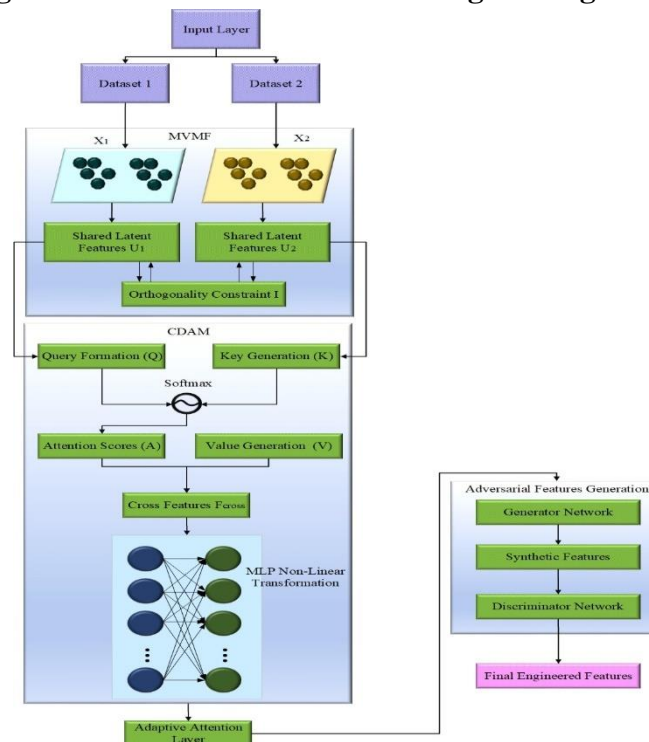 Input Layer
Dataset 1
Dataset 2
X1
MVMF
X2
Shared Latent
Features U1
Shared Latent
Features U2
Orthogonality Constraint I
CDAM
Query Formation (Q)
Key Generation (K)
Softmax
Attention Scores (A)
Value Generation (V)
Cross Features Fcross
MLP Non-Linear
Transformation
Adaptive Attention
Layer
Adversarial Features Generation
Generator Network
Synthetic Features
Discriminator Network
Final Engineered Features